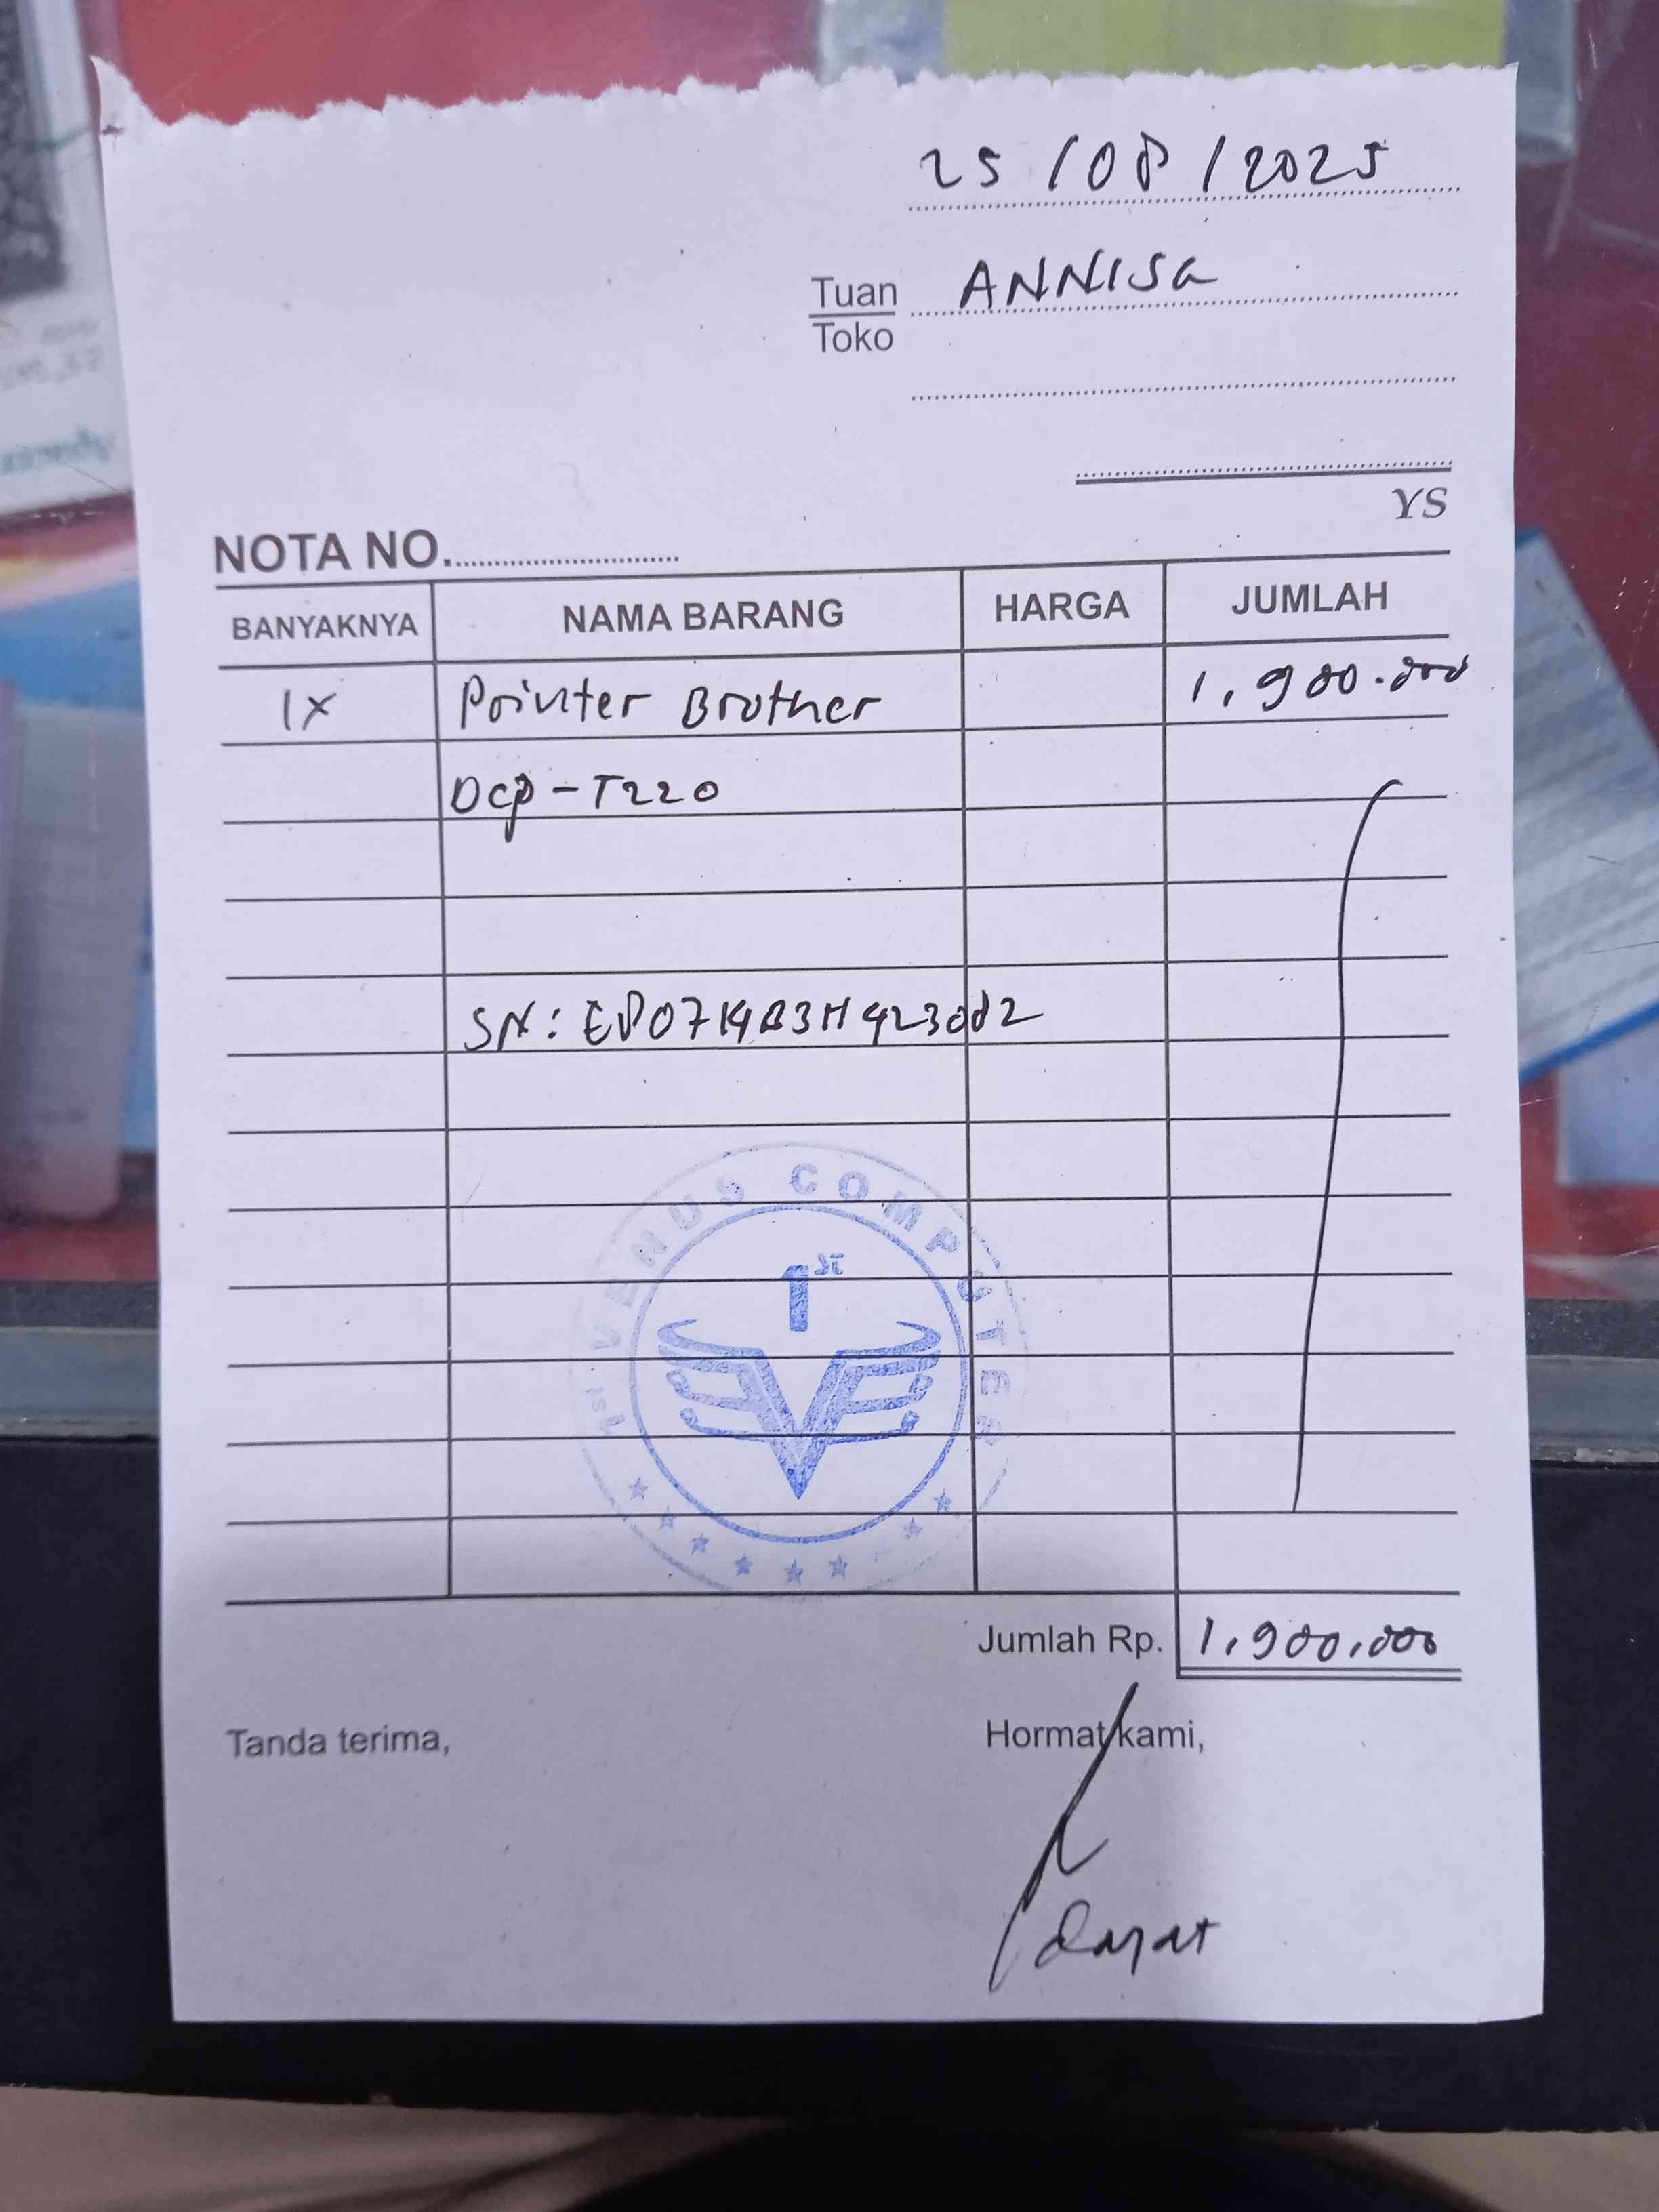 25/08/2025
Tuan ANNISa
Toko
YS
NOTA NO.
BANYAKNYA NAMA BARANG HARGA JUMLAH
1x Printer Brother 1,900.000
Dcp-T220
SN:
1st VENUS COMPUTER
1st
V
Jumlah Rp. 1,900,000
Tanda terima, Hormat kami,